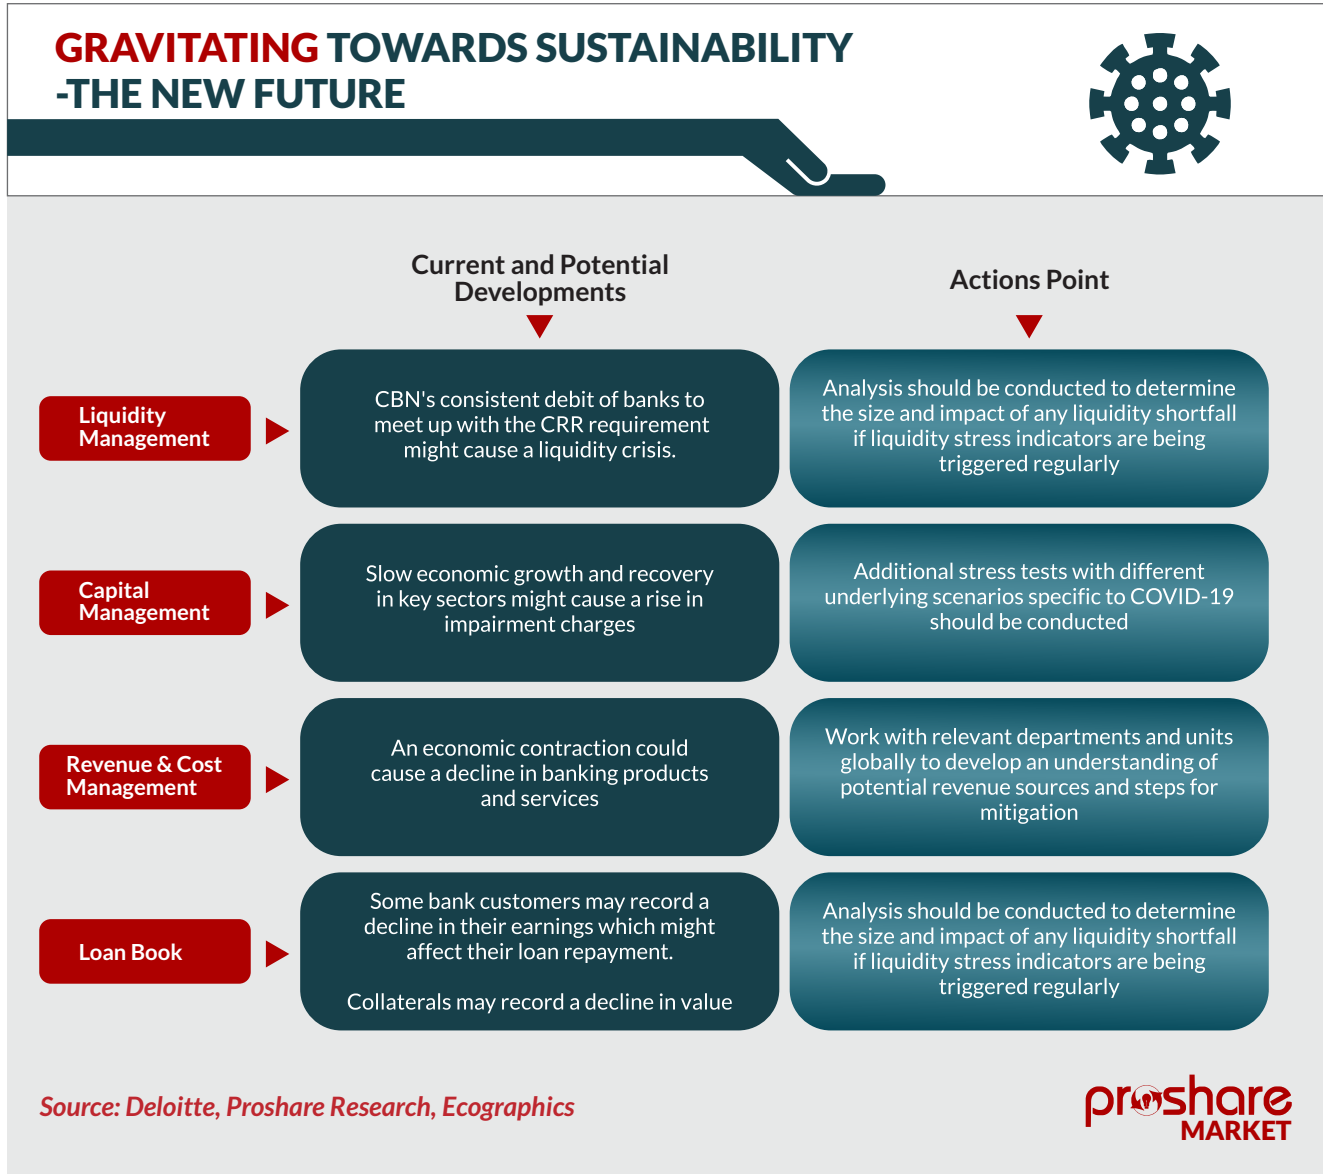 GRAVITATING TOWARDS SUSTAINABILITY
-THE NEW FUTURE
Current and Potential
Developments
Actions Point
Liquidity
Management
CBN's consistent debit of banks to
meet up with the CRR requirement
might cause a liquidity crisis.
Analysis should be conducted to determine
the size and impact of any liquidity shortfall
if liquidity stress indicators are being
triggered regularly
Capital
Management
Slow economic growth and recovery
in key sectors might cause a rise in
impairment charges
Additional stress tests with different
underlying scenarios specific to COVID-19
should be conducted
Revenue & Cost
Management
An economic contraction could
cause a decline in banking products
and services
Work with relevant departments and units
globally to develop an understanding of
potential revenue sources and steps for
mitigation
Loan Book
Some bank customers may record a
decline in their earnings which might
affect their loan repayment.
Collaterals may record a decline in value
Analysis should be conducted to determine
the size and impact of any liquidity shortfall
if liquidity stress indicators are being
triggered regularly
Source: Deloitte, Proshare Research, Ecographics
proshare
MARKET